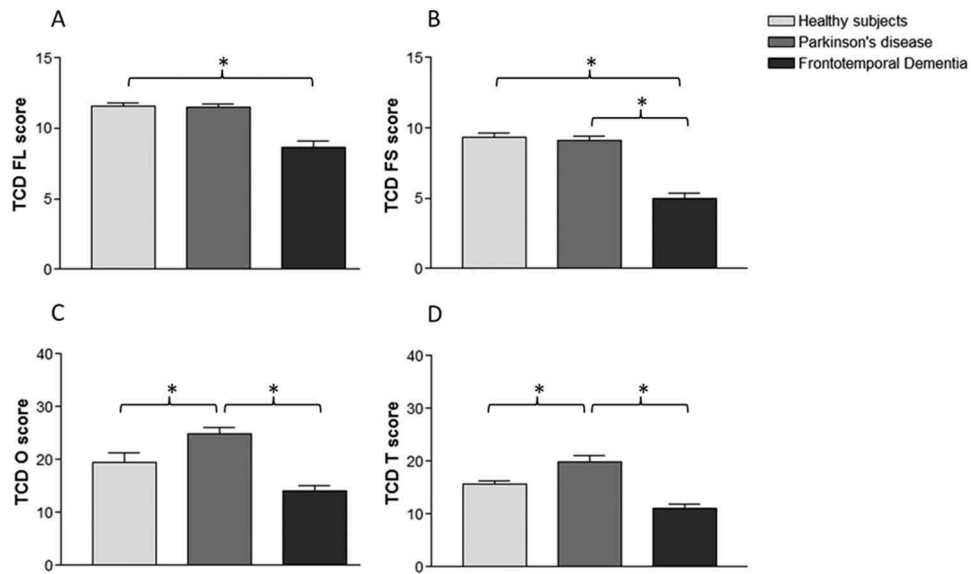 A
B
Healthy subjects
Parkinson's disease
Frontotemporal Dementia
TCD FL score
15
10
5
0
*
TCD FS score
15
10
5
0
*
*
C
D
TCD O score
40
30
20
10
0
*
*
TCD T score
40
30
20
10
0
*
*